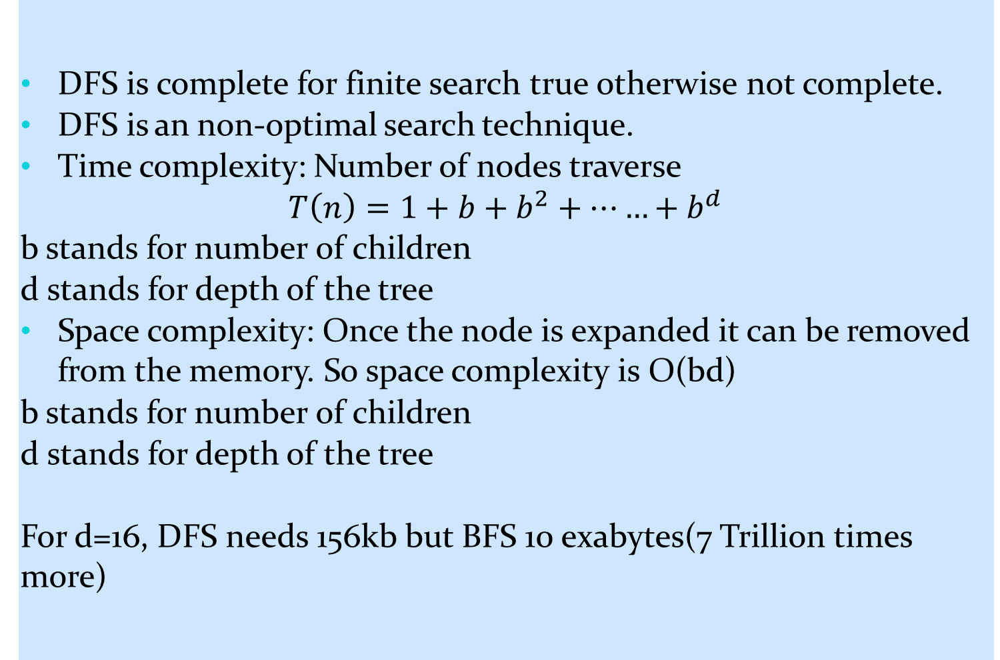 • DFS is complete for finite search true otherwise not complete.
• DFS is an non-optimal search technique.
• Time complexity: Number of nodes traverse
T(n) = 1 + b + b² + ⋯ … + bᵈ
b stands for number of children
d stands for depth of the tree
• Space complexity: Once the node is expanded it can be removed
from the memory. So space complexity is O(bd)
b stands for number of children
d stands for depth of the tree
For d=16, DFS needs 156kb but BFS 10 exabytes(7 Trillion times
more)